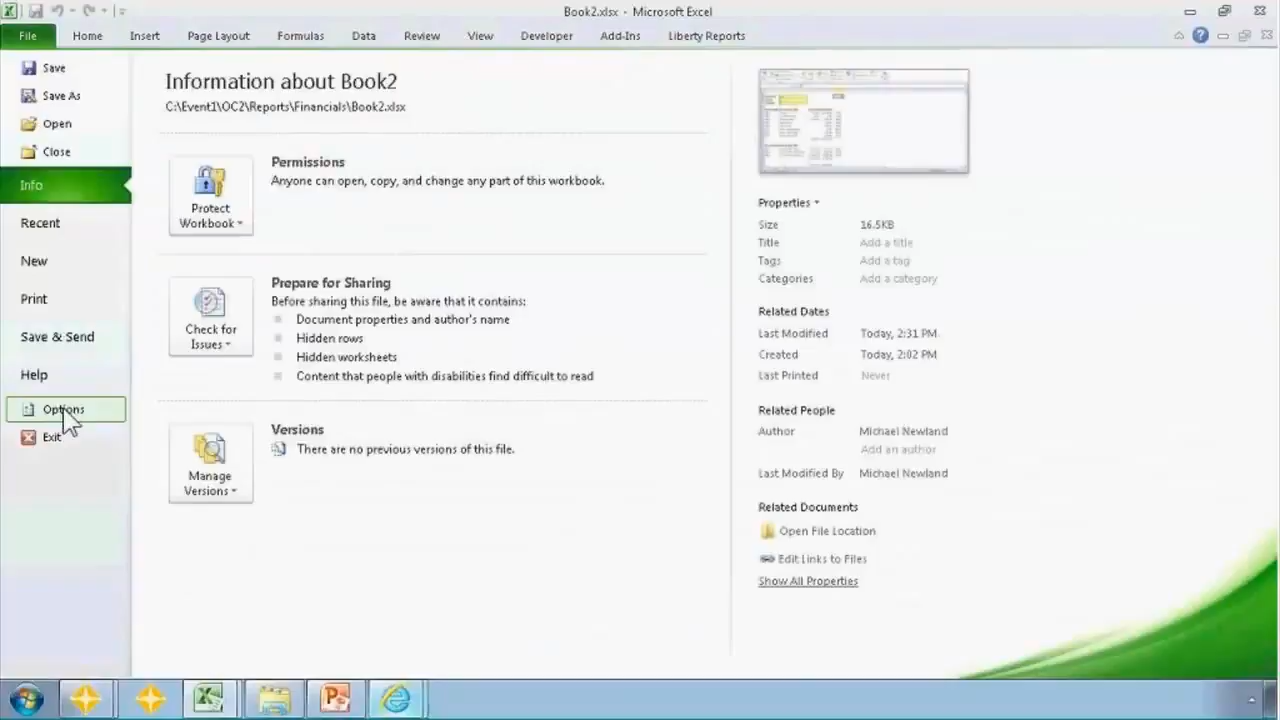 Book2.xlsx - Microsoft Excel
File Home Insert Page Layout Formulas Data Review View Developer Add-Ins Liberty Reports
Save
Save As
Open
Close
Info
Recent
New
Print
Save & Send
Help
Options
Exit
Information about Book2
C:\Event1\OC2\Reports\Financials\Book2.xlsx
Protect
Workbook
Permissions
Anyone can open, copy, and change any part of this workbook.
Check for
Issues
Prepare for Sharing
Before sharing this file, be aware that it contains:
Document properties and author's name
Hidden rows
Hidden worksheets
Content that people with disabilities find difficult to read
Manage
Versions
Versions
There are no previous versions of this file.
Properties
Size 16.5KB
Title Add a title
Tags Add a tag
Categories Add a category
Related Dates
Last Modified Today, 2:31 PM
Created Today, 2:02 PM
Last Printed Never
Related People
Author Michael Newland
Add an author
Last Modified By Michael Newland
Related Documents
Open File Location
Edit Links to Files
Show All Properties